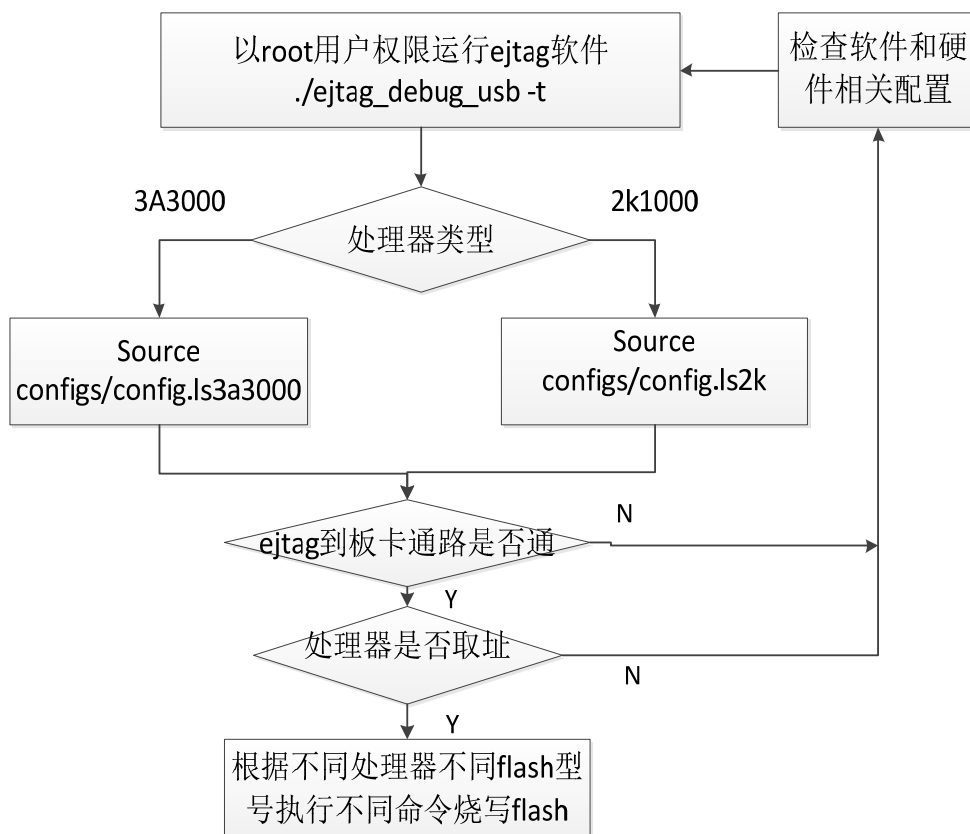 以root用户权限运行ejtag软件
./ejtag_debug_usb -t
检查软件和硬
件相关配置
3A3000
2k1000
处理器类型
Source
configs/config.ls3a3000
Source
configs/config.ls2k
ejtag到板卡通路是否通
N
Y
处理器是否取址
N
Y
根据不同处理器不同flash型
号执行不同命令烧写flash